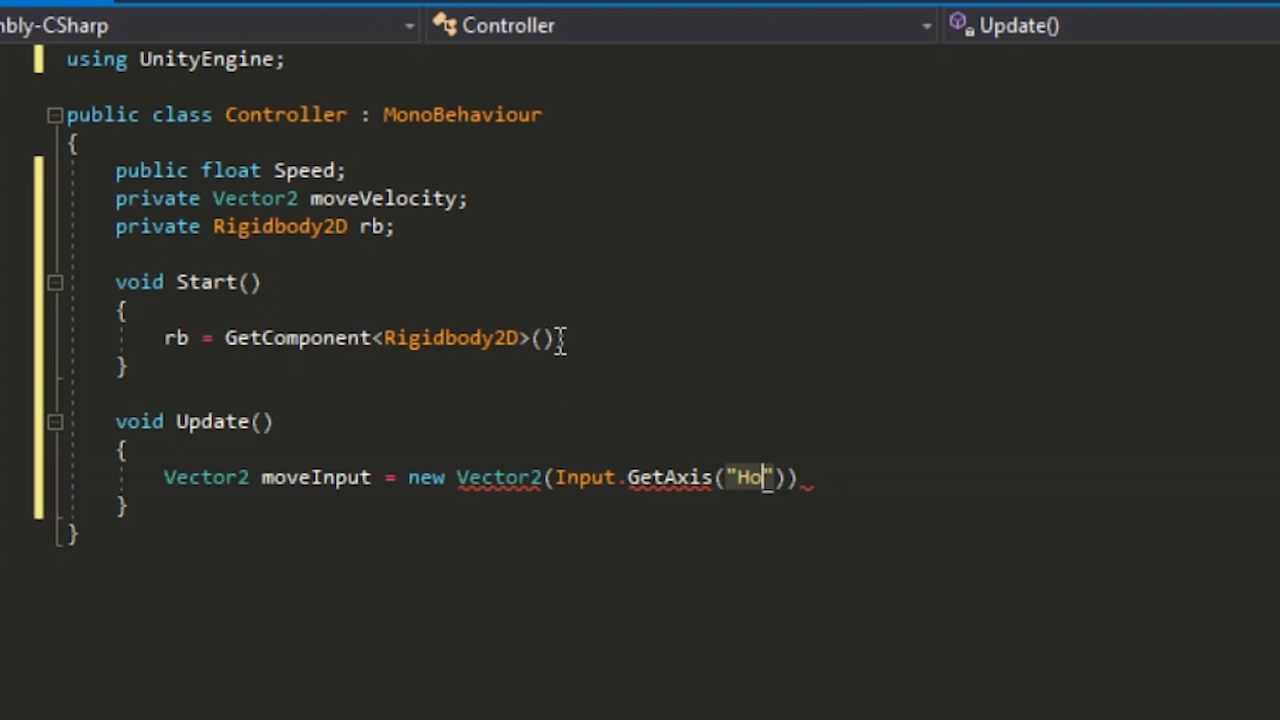 mbly-CSharp
Controller
Update()
using UnityEngine;
public class Controller : MonoBehaviour
{
public float Speed;
private Vector2 moveVelocity;
private Rigidbody2D rb;
void Start()
{
rb = GetComponent<Rigidbody2D>();
}
void Update()
{
Vector2 moveInput = new Vector2(Input.GetAxis("Ho"))
}
}